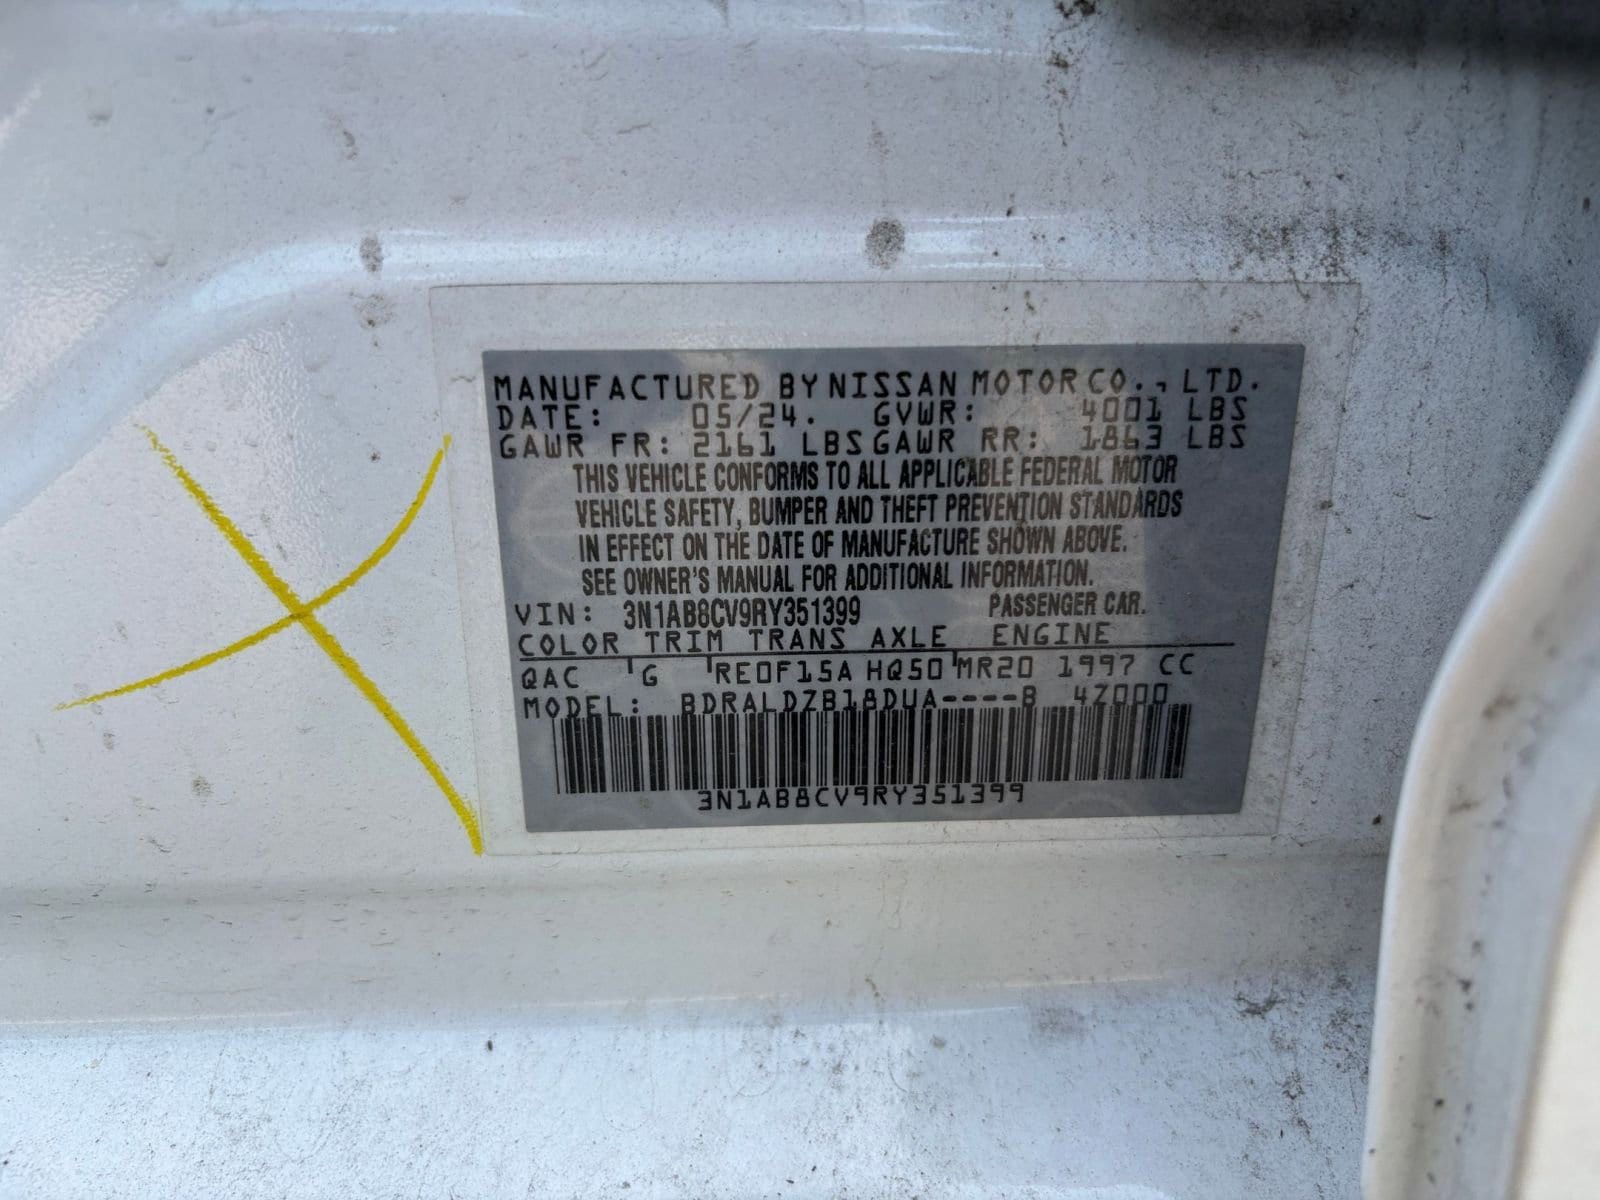 MANUFACTURED BY NISSAN MOTOR CO., LTD.
DATE: 05/24. GVWR: 4001 LBS
GAWR FR: 2161 LBS GAWR RR: 1863 LBS
THIS VEHICLE CONFORMS TO ALL APPLICABLE FEDERAL MOTOR
VEHICLE SAFETY, BUMPER AND THEFT PREVENTION STANDARDS
IN EFFECT ON THE DATE OF MANUFACTURE SHOWN ABOVE.
SEE OWNER'S MANUAL FOR ADDITIONAL INFORMATION.
VIN: 3N1AB8CV9RY351399 PASSENGER CAR.
COLOR TRIM TRANS AXLE ENGINE
QAC G RE0F15A HQ50 MR20 1997 CC
MODEL: BDRALDZB18DUA----B 4Z000
3N1AB8CV9RY351399